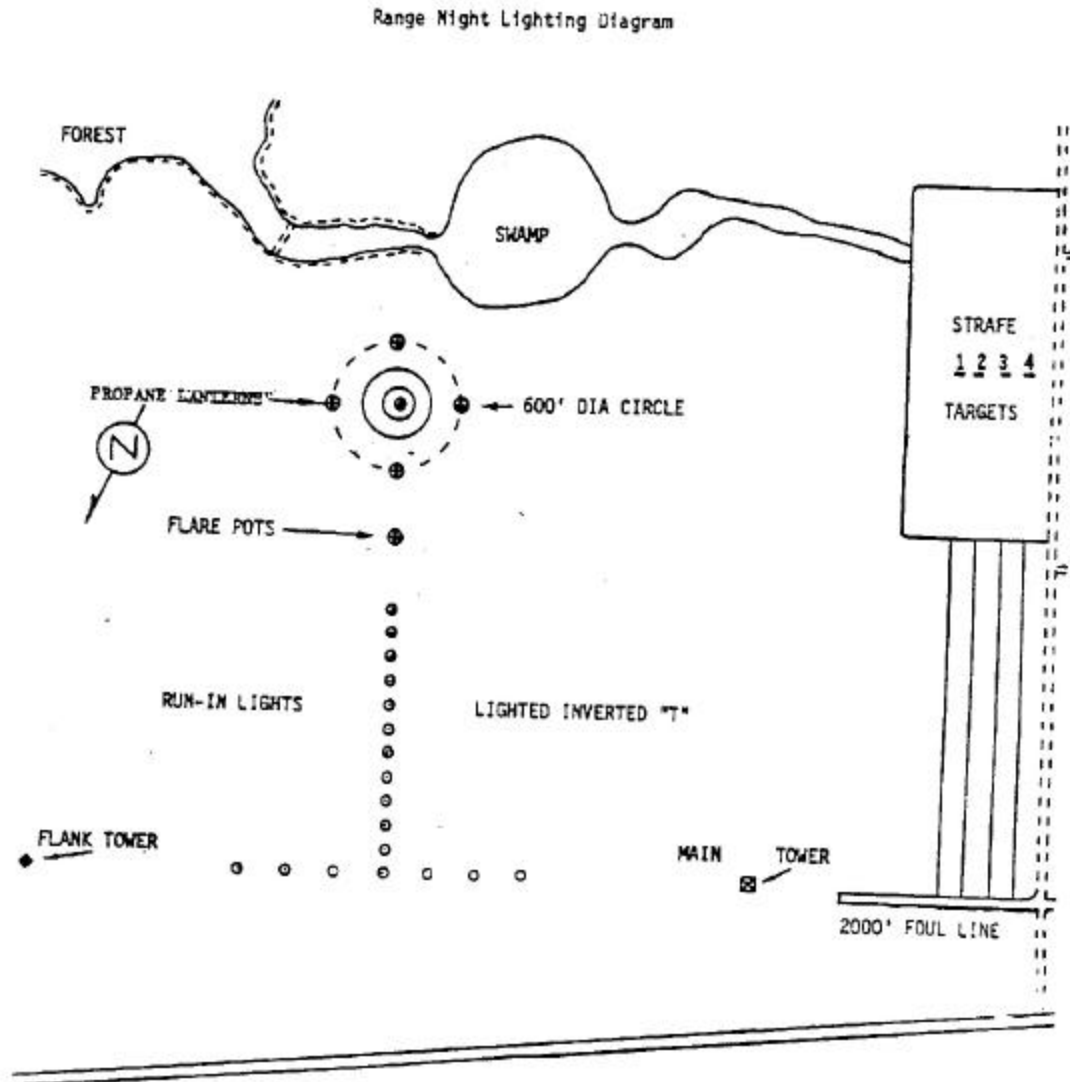 Range Night Lighting Diagram
FOREST
SWAMP
STRAFE
1 2 3 4
TARGETS
PROPANE LANTERNS
600' DIA CIRCLE
N
FLARE POTS
RUN-IN LIGHTS
LIGHTED INVERTED "T"
FLANK TOWER
MAIN TOWER
2000' FOUL LINE